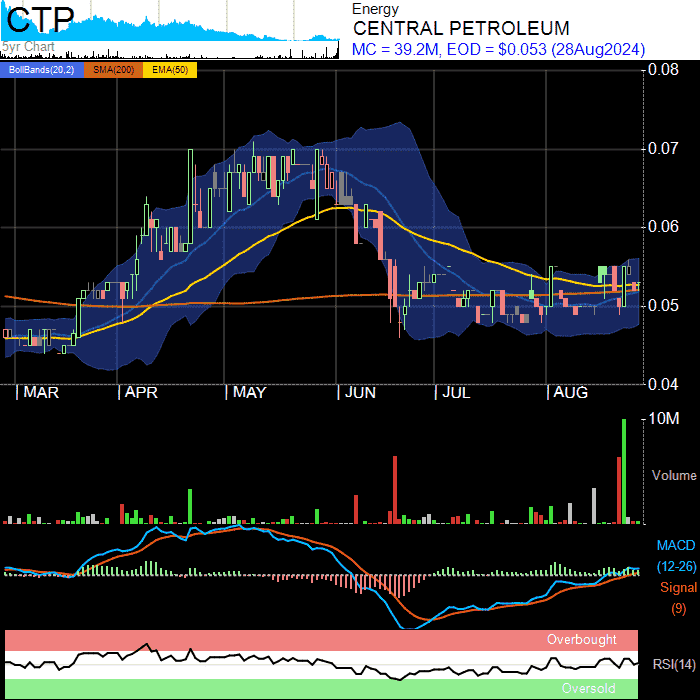 CTP
5yr Chart
Energy
CENTRAL PETROLEUM
MC = 39.2M, EOD = $0.053 (28Aug2024)
BollBands(20,2) SMA(200) EMA(50)
0.08
0.07
0.06
0.05
0.04
| MAR | APR | MAY | JUN | JUL | AUG
10M
Volume
MACD
(12-26)
Signal
(9)
Overbought
RSI(14)
Oversold